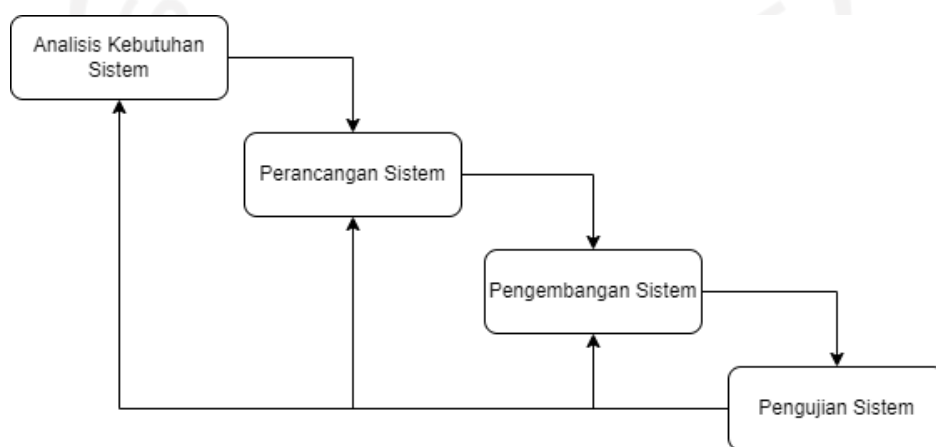 Analisis Kebutuhan
Sistem
Perancangan Sistem
Pengembangan Sistem
Pengujian Sistem